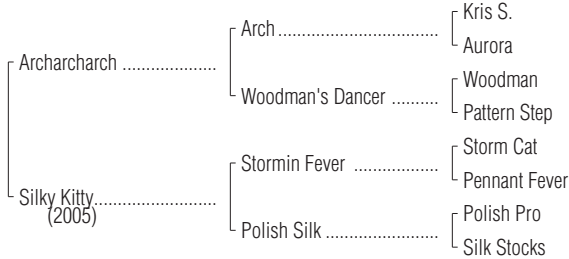 Kris S.
Arch ................................
Aurora
Archarcharch ....................
Woodman
Woodman's Dancer ..........
Pattern Step
Storm Cat
Stormin Fever ..................
Pennant Fever
Silky Kitty..........................
(2005)
Polish Pro
Polish Silk ........................
Silk Stocks